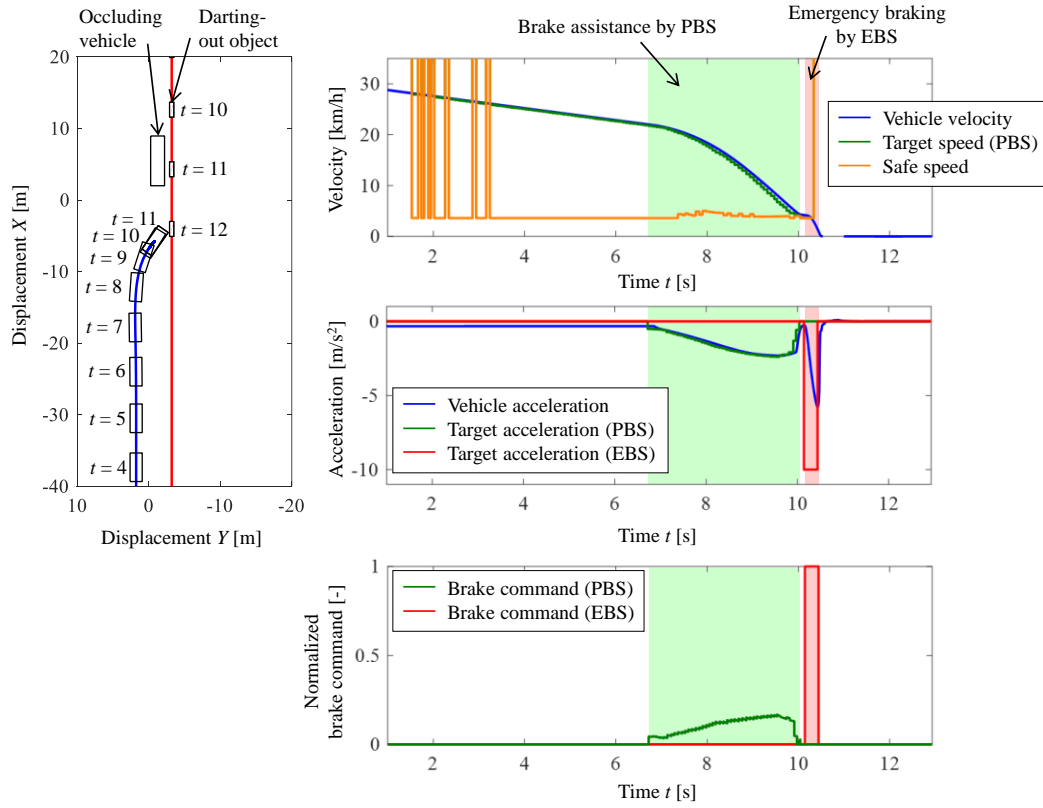 Occluding
vehicle
Darting-
out object
20
10
0
-10
-20
-30
-40
10
0
-10
-20
Displacement X [m]
Displacement Y [m]
t = 10
t = 11
t = 12
11
10
9
t = 8
t = 7
t = 6
t = 5
t = 4
t =
t =
t =
Brake assistance by PBS
Emergency braking
by EBS
30
20
10
0
Velocity [km/h]
Vehicle velocity
Target speed (PBS)
Safe speed
2
4
6
8
10
12
Time t [s]
0
-5
-10
Acceleration [m/s²]
Vehicle acceleration
Target acceleration (PBS)
Target acceleration (EBS)
2
4
6
8
10
12
Time t [s]
1
0.5
0
Normalized
brake command [-]
Brake command (PBS)
Brake command (EBS)
2
4
6
8
10
12
Time t [s]